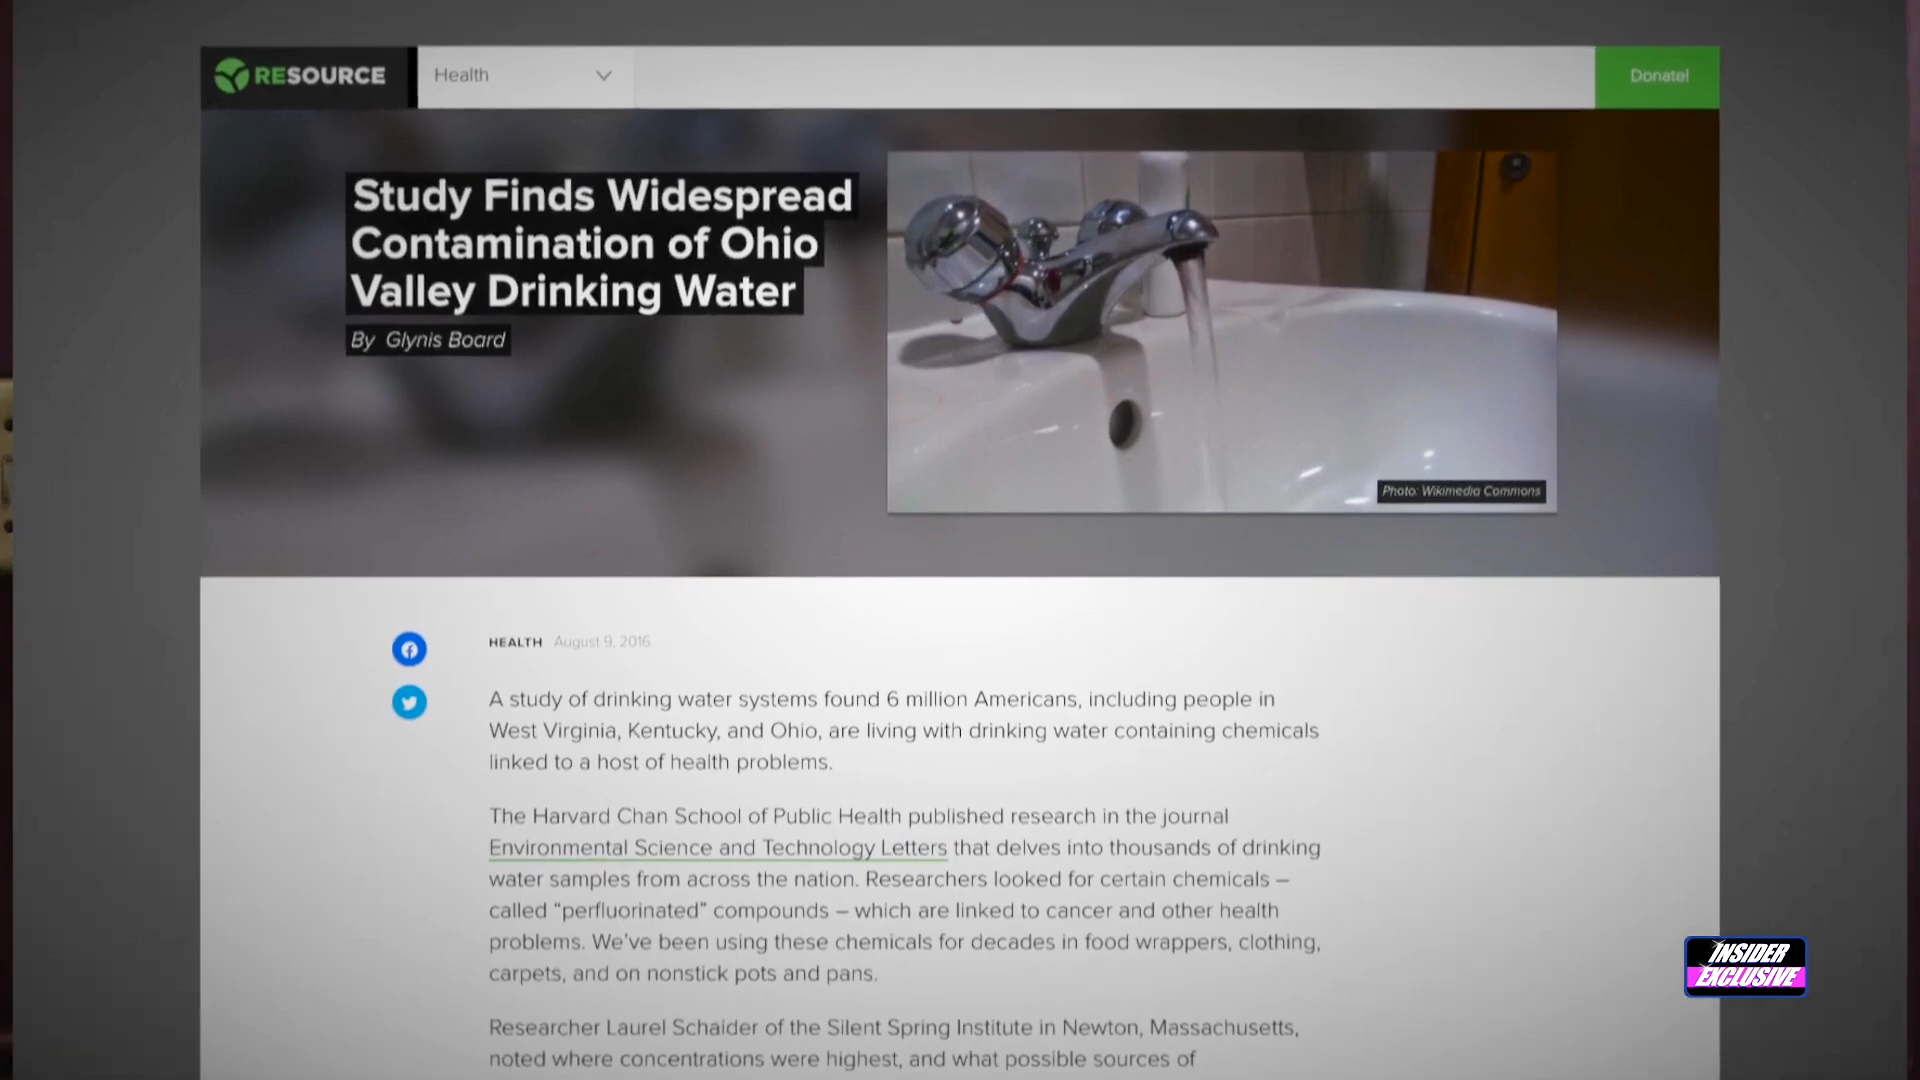 RESOURCE
Health
Donate!
Study Finds Widespread
Contamination of Ohio
Valley Drinking Water
By Glynis Board
Photo: Wikimedia Commons
HEALTH August 9, 2016
A study of drinking water systems found 6 million Americans, including people in
West Virginia, Kentucky, and Ohio, are living with drinking water containing chemicals
linked to a host of health problems.
The Harvard Chan School of Public Health published research in the journal
Environmental Science and Technology Letters that delves into thousands of drinking
water samples from across the nation. Researchers looked for certain chemicals –
called “perfluorinated” compounds – which are linked to cancer and other health
problems. We’ve been using these chemicals for decades in food wrappers, clothing,
carpets, and on nonstick pots and pans.
Researcher Laurel Schaider of the Silent Spring Institute in Newton, Massachusetts,
noted where concentrations were highest, and what possible sources of
INSIDER
EXCLUSIVE